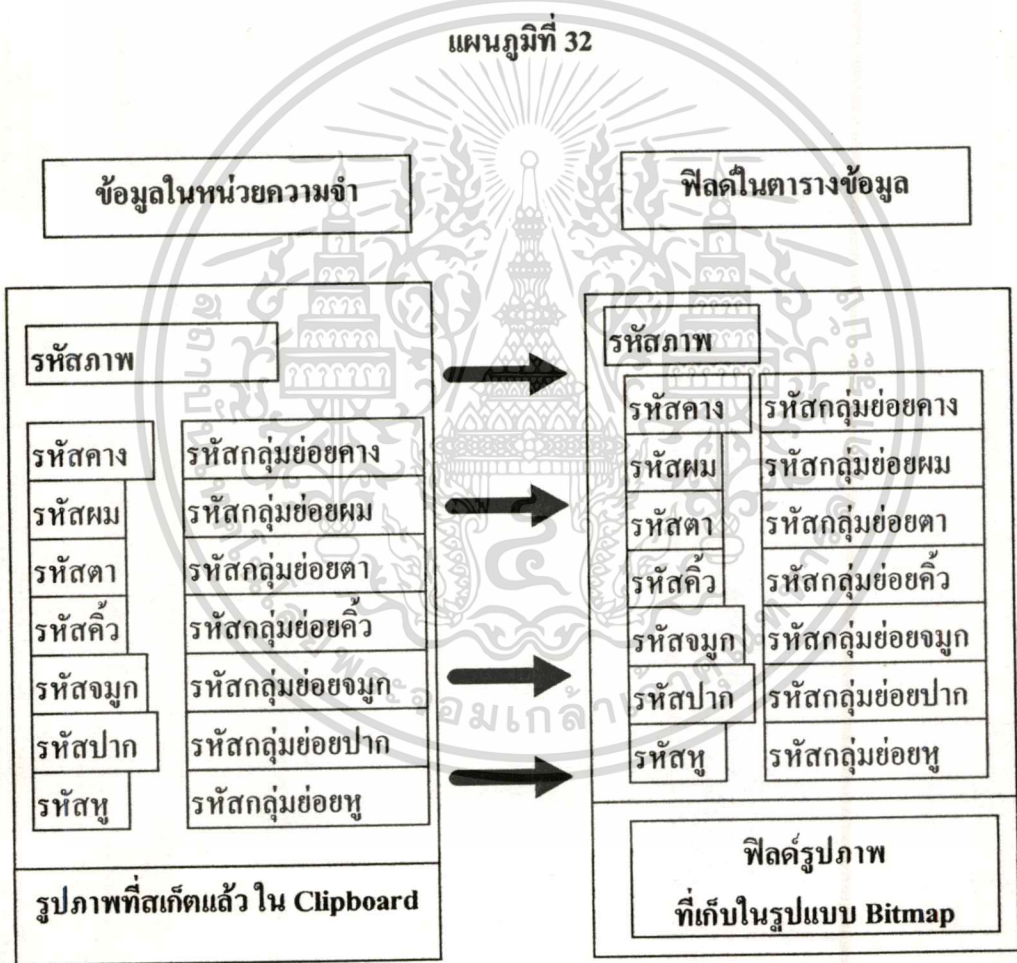 แผนภูมิที่ 32
ข้อมูลในหน่วยความจำ
ฟิลด์ในตารางข้อมูล
รหัสภาพ
รหัสคาง รหัสกลุ่มย่อยคาง
รหัสผม รหัสกลุ่มย่อยผม
รหัสตา รหัสกลุ่มย่อยตา
รหัสคิ้ว รหัสกลุ่มย่อยคิ้ว
รหัสจมูก รหัสกลุ่มย่อยจมูก
รหัสปาก รหัสกลุ่มย่อยปาก
รหัสหู รหัสกลุ่มย่อยหู
รูปภาพที่สเก็ตแล้ว ใน Clipboard
รหัสภาพ
รหัสคาง รหัสกลุ่มย่อยคาง
รหัสผม รหัสกลุ่มย่อยผม
รหัสตา รหัสกลุ่มย่อยตา
รหัสคิ้ว รหัสกลุ่มย่อยคิ้ว
รหัสจมูก รหัสกลุ่มย่อยจมูก
รหัสปาก รหัสกลุ่มย่อยปาก
รหัสหู รหัสกลุ่มย่อยหู
ฟิลด์รูปภาพ
ที่เก็บในรูปแบบ Bitmap